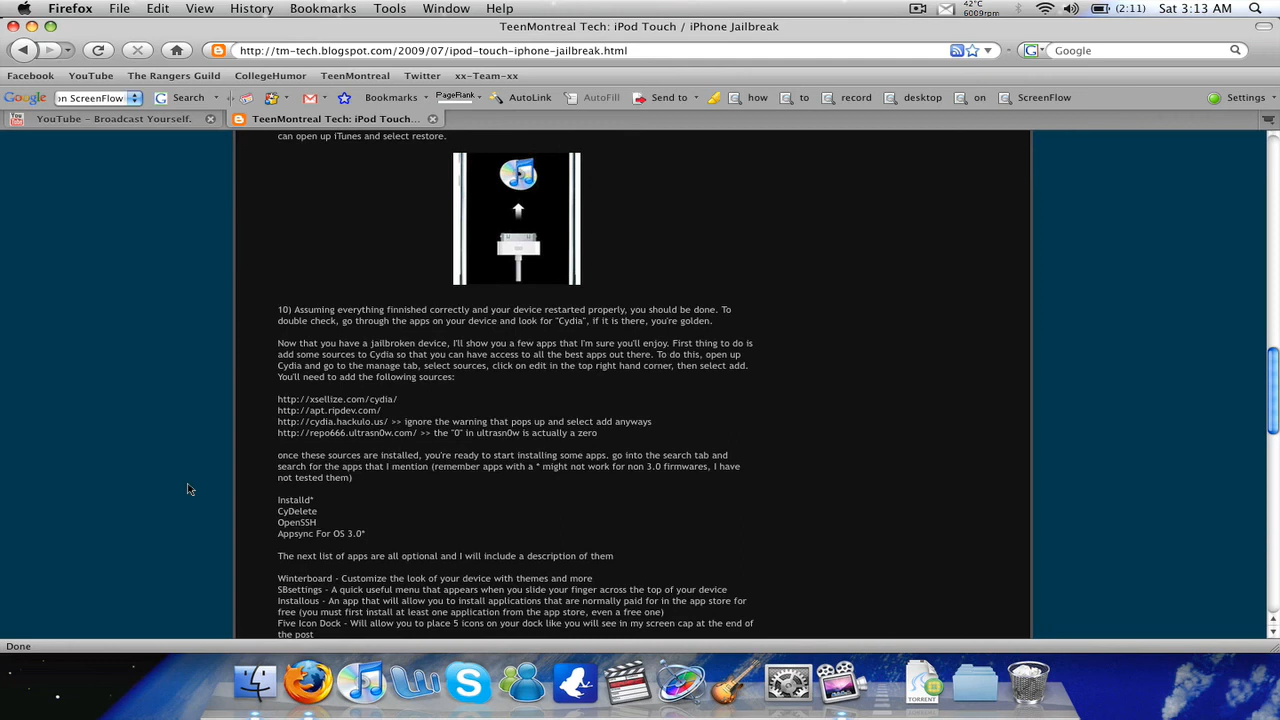 Firefox File Edit View History Bookmarks Tools Window Help 42°C 6009rpm (2:11) Sat 3:13 AM
TeenMontreal Tech: iPod Touch / iPhone Jailbreak
http://tm-tech.blogspot.com/2009/07/ipod-touch-iphone-jailbreak.html Google
Facebook YouTube The Rangers Guild CollegeHumor TeenMontreal Twitter xx-Team-xx
Google on ScreenFlow Search Bookmarks PageRank AutoLink AutoFill Send to how to record desktop on ScreenFlow Settings
YouTube - Broadcast Yourself. TeenMontreal Tech: iPod Touch...
can open up iTunes and select restore.
10) Assuming everything finnished correctly and your device restarted properly, you should be done. To
double check, go through the apps on your device and look for "Cydia", if it is there, you're golden.
Now that you have a jailbroken device, I'll show you a few apps that I'm sure you'll enjoy. First thing to do is
add some sources to Cydia so that you can have access to all the best apps out there. To do this, open up
Cydia and go to the manage tab, select sources, click on edit in the top right hand corner, then select add.
You'll need to add the following sources:
http://xsellize.com/cydia/
http://apt.ripdev.com/
http://cydia.hackulo.us/ >> ignore the warning that pops up and select add anyways
http://repo666.ultrasn0w.com/ >> the "0" in ultrasn0w is actually a zero
once these sources are installed, you're ready to start installing some apps. go into the search tab and
search for the apps that I mention (remember apps with a * might not work for non 3.0 firmwares, I have
not tested them)
Installd*
CyDelete
OpenSSH
Appsync For OS 3.0*
The next list of apps are all optional and I will include a description of them
Winterboard - Customize the look of your device with themes and more
SBsettings - A quick useful menu that appears when you slide your finger across the top of your device
Installous - An app that will allow you to install applications that are normally paid for in the app store for
free (you must first install at least one application from the app store, even a free one)
Five Icon Dock - Will allow you to place 5 icons on your dock like you will see in my screen cap at the end of
the post
Done
TORRENT